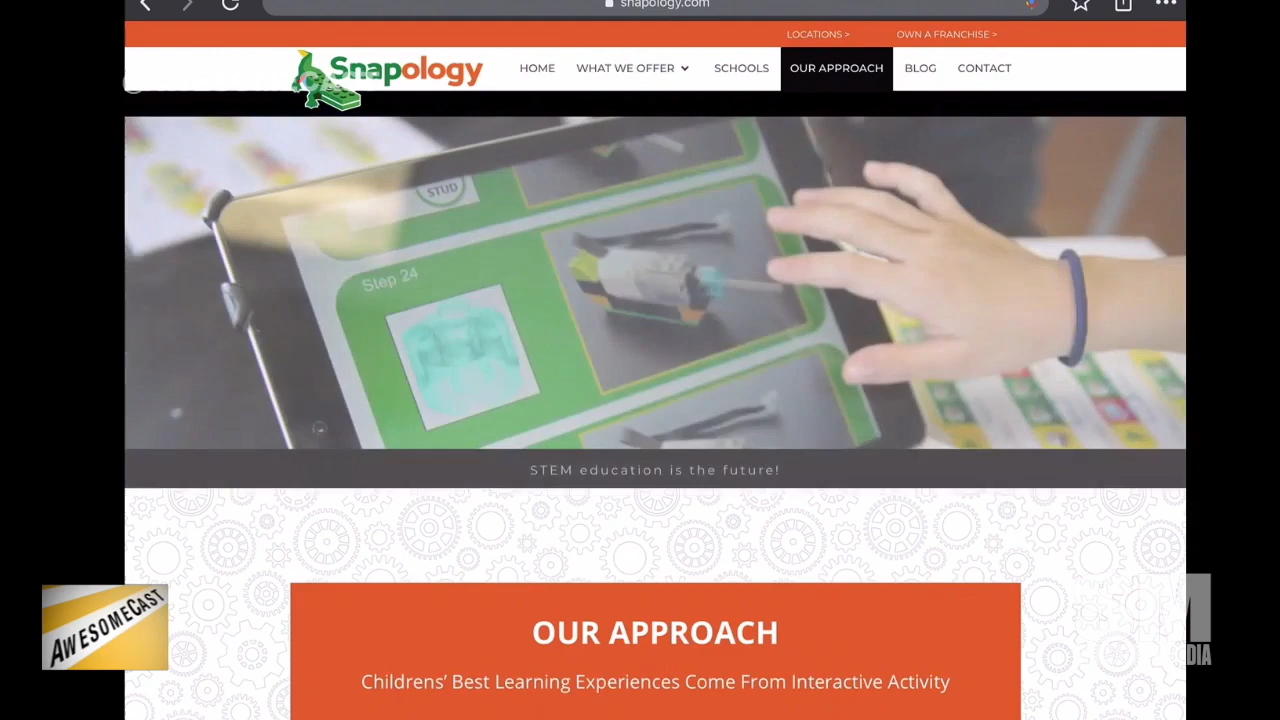 snapology.com
LOCATIONS > OWN A FRANCHISE >
Snapology HOME WHAT WE OFFER SCHOOLS OUR APPROACH BLOG CONTACT
STUD
Step 24
STEM education is the future!
AWESOMECAST
OUR APPROACH
Childrens’ Best Learning Experiences Come From Interactive Activity